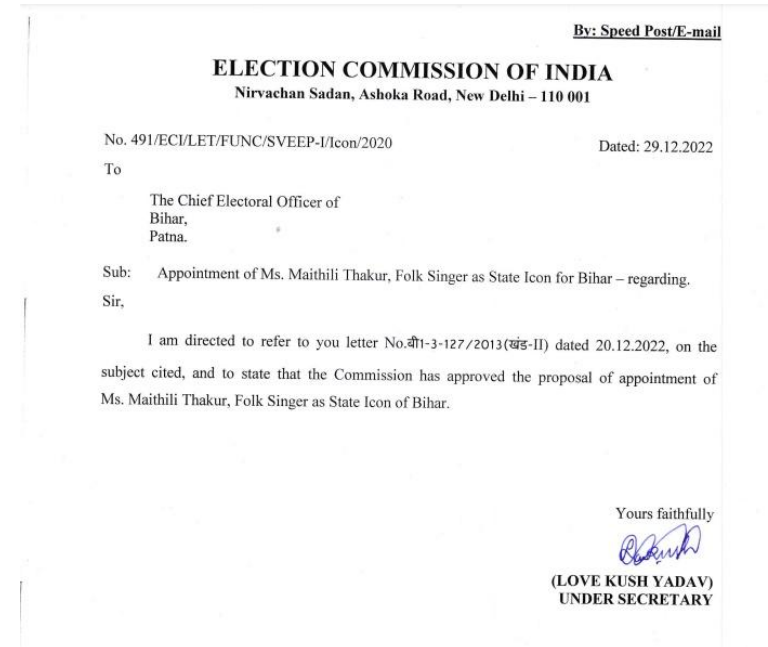 By: Speed Post/E-mail
ELECTION COMMISSION OF INDIA
Nirvachan Sadan, Ashoka Road, New Delhi – 110 001
No. 491/ECI/LET/FUNC/SVEEP-I/Icon/2020
Dated: 29.12.2022
To
The Chief Electoral Officer of
Bihar,
Patna.
Sub: Appointment of Ms. Maithili Thakur, Folk Singer as State Icon for Bihar – regarding.
Sir,
I am directed to refer to you letter No.बी1-3-127/2013(खंड-II) dated 20.12.2022, on the
subject cited, and to state that the Commission has approved the proposal of appointment of
Ms. Maithili Thakur, Folk Singer as State Icon of Bihar.
Yours faithfully
(LOVE KUSH YADAV)
UNDER SECRETARY